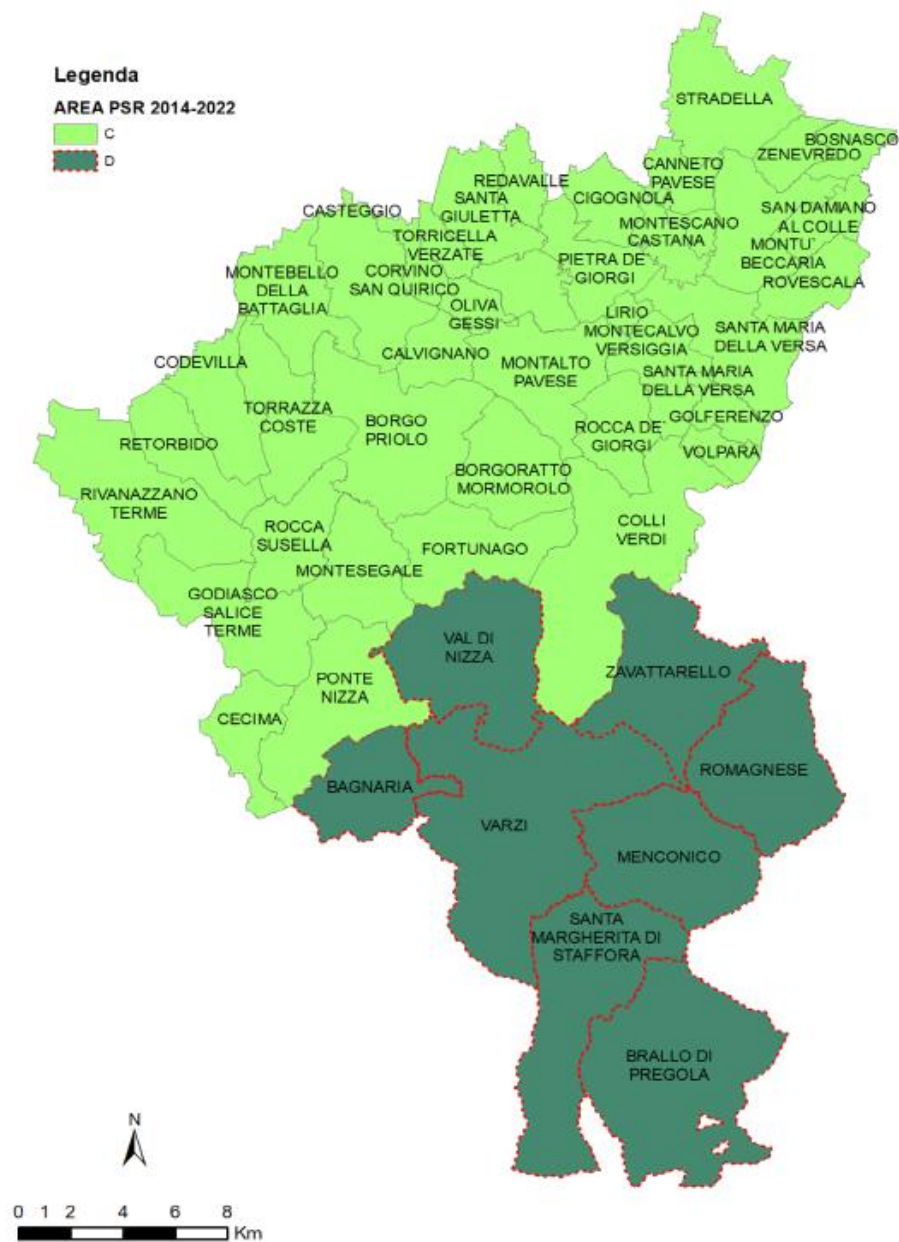 Legenda
AREA PSR 2014-2022
C
D
STRADELLA
BOSNASCO
ZENEVREDO
CANNETO
PAVESE
REDAVALLE
CIGOGNOLA
SANTA
GIULETTA
SAN DAMIANO
AL COLLE
CASTEGGIO
MONTESCANO
CASTANA
TORRICELLA
VERZATE
MONTU`
BECCARIA
PIETRA DE`
GIORGI
MONTEBELLO
DELLA
BATTAGLIA
CORVINO
SAN QUIRICO
ROVESCALA
OLIVA
GESSI
LIRIO
MONTECALVO
VERSIGGIA
SANTA MARIA
DELLA VERSA
CODEVILLA
CALVIGNANO
MONTALTO
PAVESE
SANTA MARIA
DELLA VERSA
TORRAZZA
COSTE
BORGO
PRIOLO
ROCCA DE`
GIORGI
GOLFERENZO
RETORBIDO
VOLPARA
BORGORATTO
MORMOROLO
RIVANAZZANO
TERME
ROCCA
SUSELLA
COLLI
VERDI
FORTUNAGO
MONTESEGALE
GODIASCO
SALICE
TERME
VAL DI
NIZZA
ZAVATTARELLO
PONTE
NIZZA
CECIMA
ROMAGNESE
BAGNARIA
VARZI
MENCONICO
SANTA
MARGHERITA DI
STAFFORA
BRALLO DI
PREGOLA
N
0 1 2 4 6 8
Km